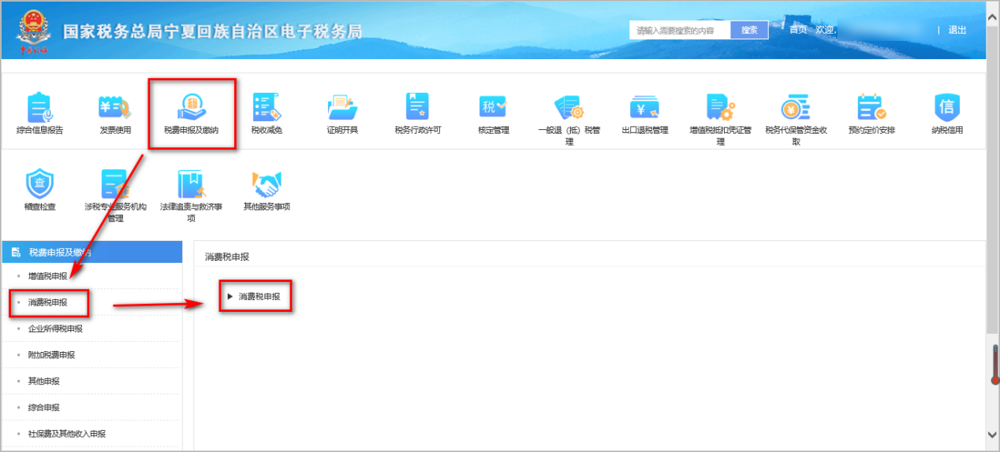 国家税务总局宁夏回族自治区电子税务局
请输入需要搜索的内容
搜索
首页 欢迎,
| 退出
中国税务
综合信息报告
发票使用
税
税费申报及缴纳
税收减免
证明开具
税务行政许可
税
核定管理
一般退（抵）税管
理
出口退税管理
增值税抵扣凭证管
理
税务代保管资金收
取
预约定价安排
信
纳税信用
查
稽查检查
涉税专业服务机构
管理
法律追责与救济事
项
其他服务事项
税费申报及缴纳
增值税申报
消费税申报
企业所得税申报
附加税费申报
其他申报
综合申报
社保费及其他收入申报
消费税申报
消费税申报